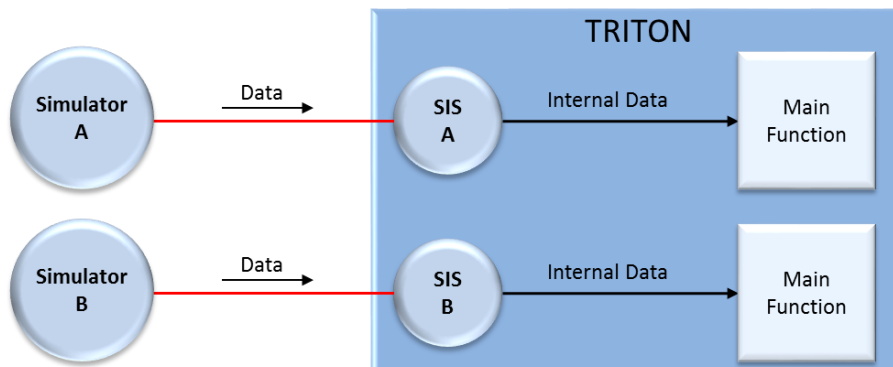 TRITON
Simulator
A
Data
SIS
A
Internal Data
Main
Function
Simulator
B
Data
SIS
B
Internal Data
Main
Function